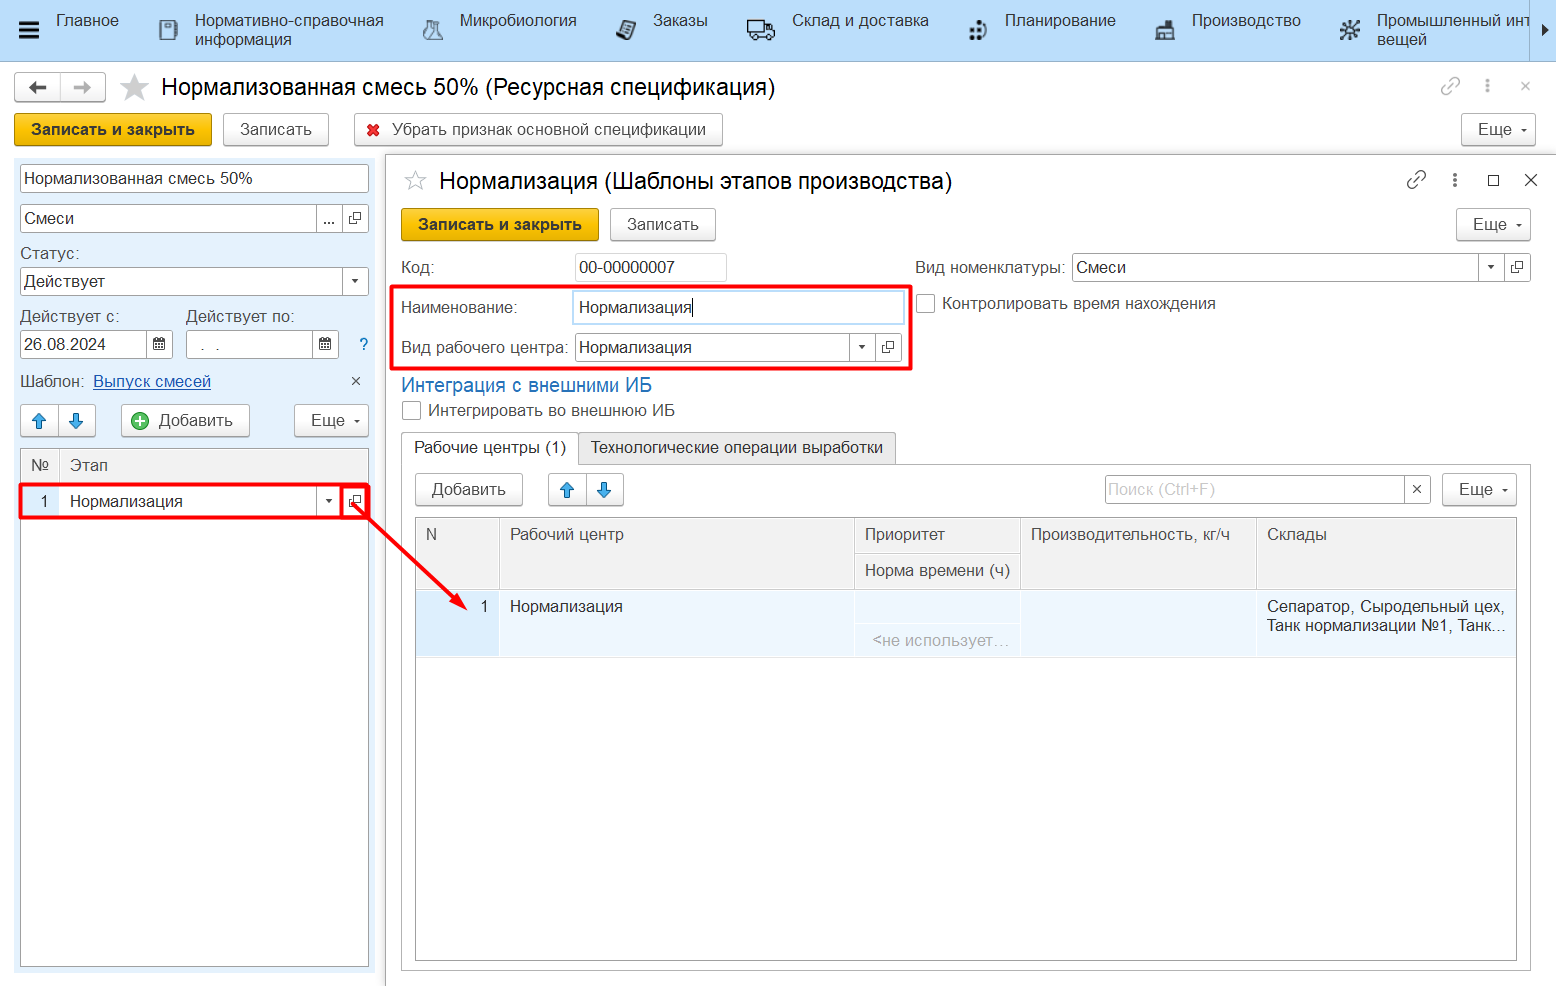 Главное
Нормативно-справочная
информация
Микробиология
Заказы
Склад и доставка
Планирование
Производство
Промышленный инт
вещей
Нормализованная смесь 50% (Ресурсная спецификация)
Записать и закрыть
Записать
Убрать признак основной спецификации
Еще
Нормализованная смесь 50%
Смеси
...
Статус:
Действует
Действует с:
Действует по:
26.08.2024
. .
?
Шаблон: Выпуск смесей
Добавить
Еще
№
Этап
1
Нормализация
Нормализация (Шаблоны этапов производства)
Записать и закрыть
Записать
Еще
Код:
00-00000007
Вид номенклатуры:
Смеси
Наименование:
Нормализация
Контролировать время нахождения
Вид рабочего центра:
Нормализация
Интеграция с внешними ИБ
Интегрировать во внешнюю ИБ
Рабочие центры (1)
Технологические операции выработки
Добавить
Поиск (Ctrl+F)
Еще
N
Рабочий центр
Приоритет
Производительность, кг/ч
Склады
Норма времени (ч)
1
Нормализация
Сепаратор, Сыродельный цех,
Танк нормализации №1, Танк...
<не использует...